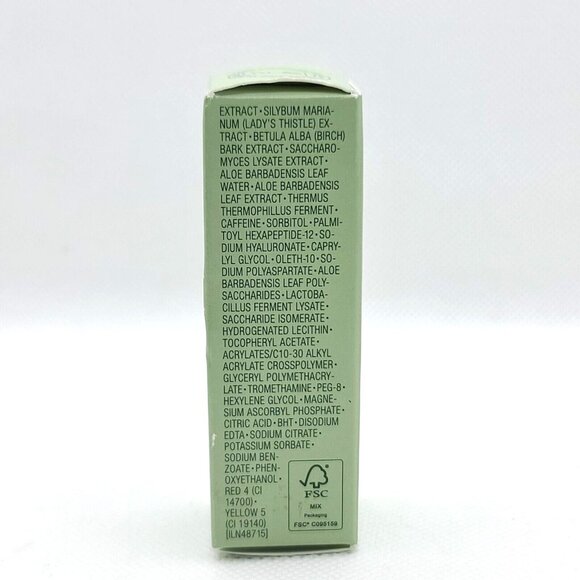 EXTRACT • SILYBUM MARIA-
NUM (LADY'S THISTLE) EX-
TRACT • BETULA ALBA (BIRCH)
BARK EXTRACT • SACCHARO-
MYCES LYSATE EXTRACT •
ALOE BARBADENSIS LEAF
WATER • ALOE BARBADENSIS
LEAF EXTRACT • THERMUS
THERMOPHILLUS FERMENT •
CAFFEINE • SORBITOL • PALMI-
TOYL HEXAPEPTIDE-12 • SO-
DIUM HYALURONATE • CAPRY-
LYL GLYCOL • OLETH-10 • SO-
DIUM POLYASPARTATE • ALOE
BARBADENSIS LEAF POLY-
SACCHARIDES • LACTOBA-
CILLUS FERMENT LYSATE •
SACCHARIDE ISOMERATE •
HYDROGENATED LECITHIN •
TOCOPHERYL ACETATE •
ACRYLATES/C10-30 ALKYL
ACRYLATE CROSSPOLYMER •
GLYCERYL POLYMETHACRY-
LATE • TROMETHAMINE • PEG-8 •
HEXYLENE GLYCOL • MAGNE-
SIUM ASCORBYL PHOSPHATE •
CITRIC ACID • BHT • DISODIUM
EDTA • SODIUM CITRATE •
POTASSIUM SORBATE •
SODIUM BEN-
ZOATE • PHEN-
OXYETHANOL •
RED 4 (CI
14700) •
YELLOW 5
(CI 19140)
[ILN48715]
FSC
MIX
Packaging
FSC® C095159